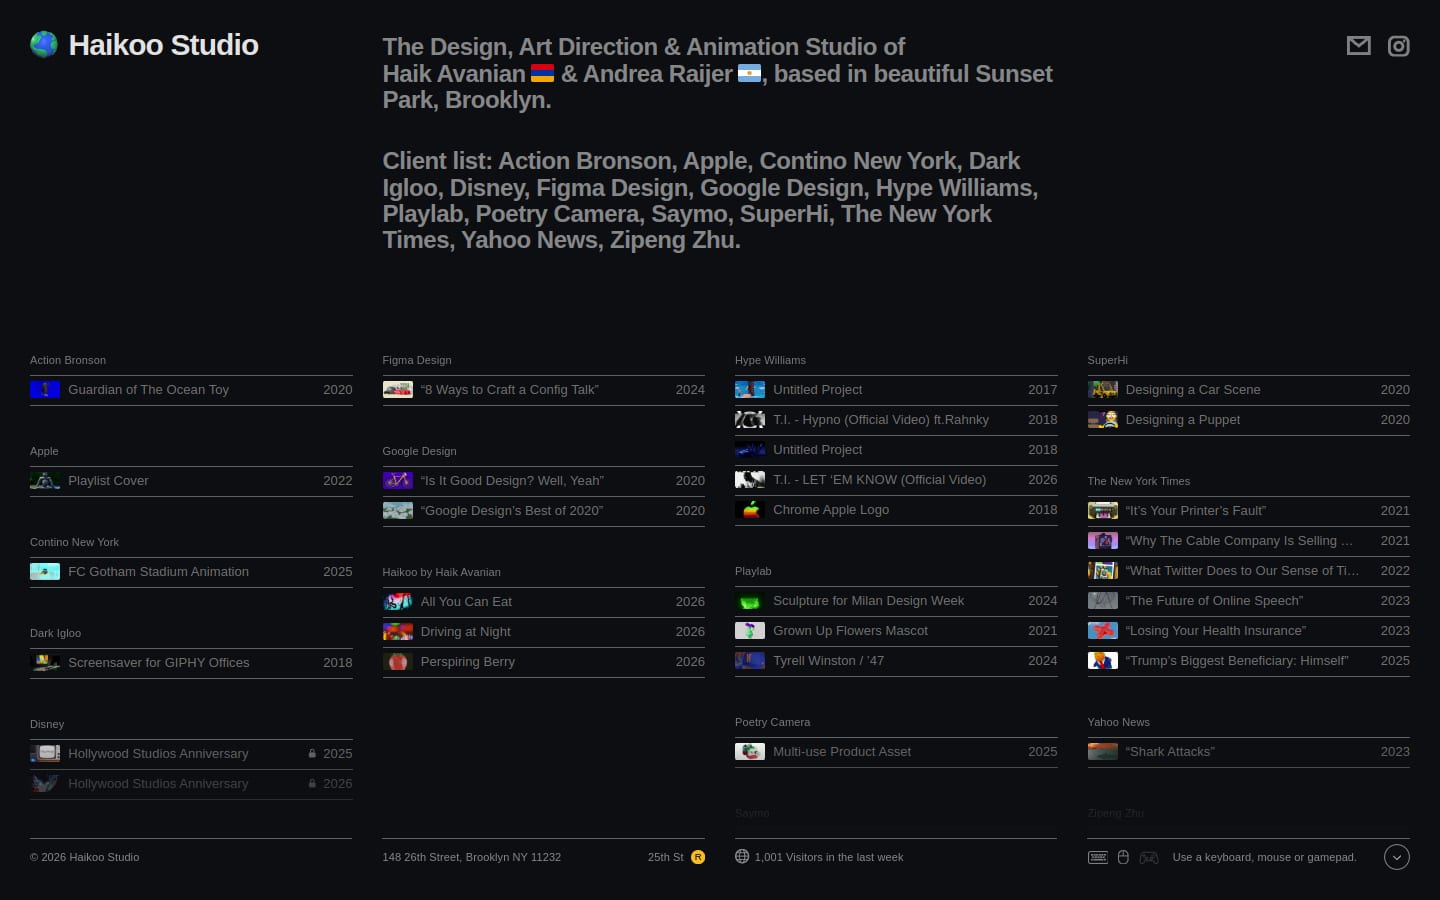 Haikoo Studio
The Design, Art Direction & Animation Studio of
Haik Avanian & Andrea Raijer , based in beautiful Sunset
Park, Brooklyn.
Client list: Action Bronson, Apple, Contino New York, Dark
Igloo, Disney, Figma Design, Google Design, Hype Williams,
Playlab, Poetry Camera, Saymo, SuperHi, The New York
Times, Yahoo News, Zipeng Zhu.
Action Bronson
Guardian of The Ocean Toy 2020
Apple
Playlist Cover 2022
Contino New York
FC Gotham Stadium Animation 2025
Dark Igloo
Screensaver for GIPHY Offices 2018
Disney
Hollywood Studios Anniversary 2025
Hollywood Studios Anniversary 2026
Figma Design
“8 Ways to Craft a Config Talk” 2024
Google Design
“Is It Good Design? Well, Yeah” 2020
“Google Design’s Best of 2020” 2020
Haikoo by Haik Avanian
All You Can Eat 2026
Driving at Night 2026
Perspiring Berry 2026
Hype Williams
Untitled Project 2017
T.I. - Hypno (Official Video) ft.Rahnky 2018
Untitled Project 2018
T.I. - LET ‘EM KNOW (Official Video) 2026
Chrome Apple Logo 2018
Playlab
Sculpture for Milan Design Week 2024
Grown Up Flowers Mascot 2021
Tyrell Winston / ’47 2024
Poetry Camera
Multi-use Product Asset 2025
Saymo
SuperHi
Designing a Car Scene 2020
Designing a Puppet 2020
The New York Times
“It’s Your Printer’s Fault” 2021
“Why The Cable Company Is Selling … 2021
“What Twitter Does to Our Sense of Ti… 2022
“The Future of Online Speech” 2023
“Losing Your Health Insurance” 2023
“Trump’s Biggest Beneficiary: Himself” 2025
Yahoo News
“Shark Attacks” 2023
Zipeng Zhu
© 2026 Haikoo Studio
148 26th Street, Brooklyn NY 11232
25th St R
1,001 Visitors in the last week
Use a keyboard, mouse or gamepad.